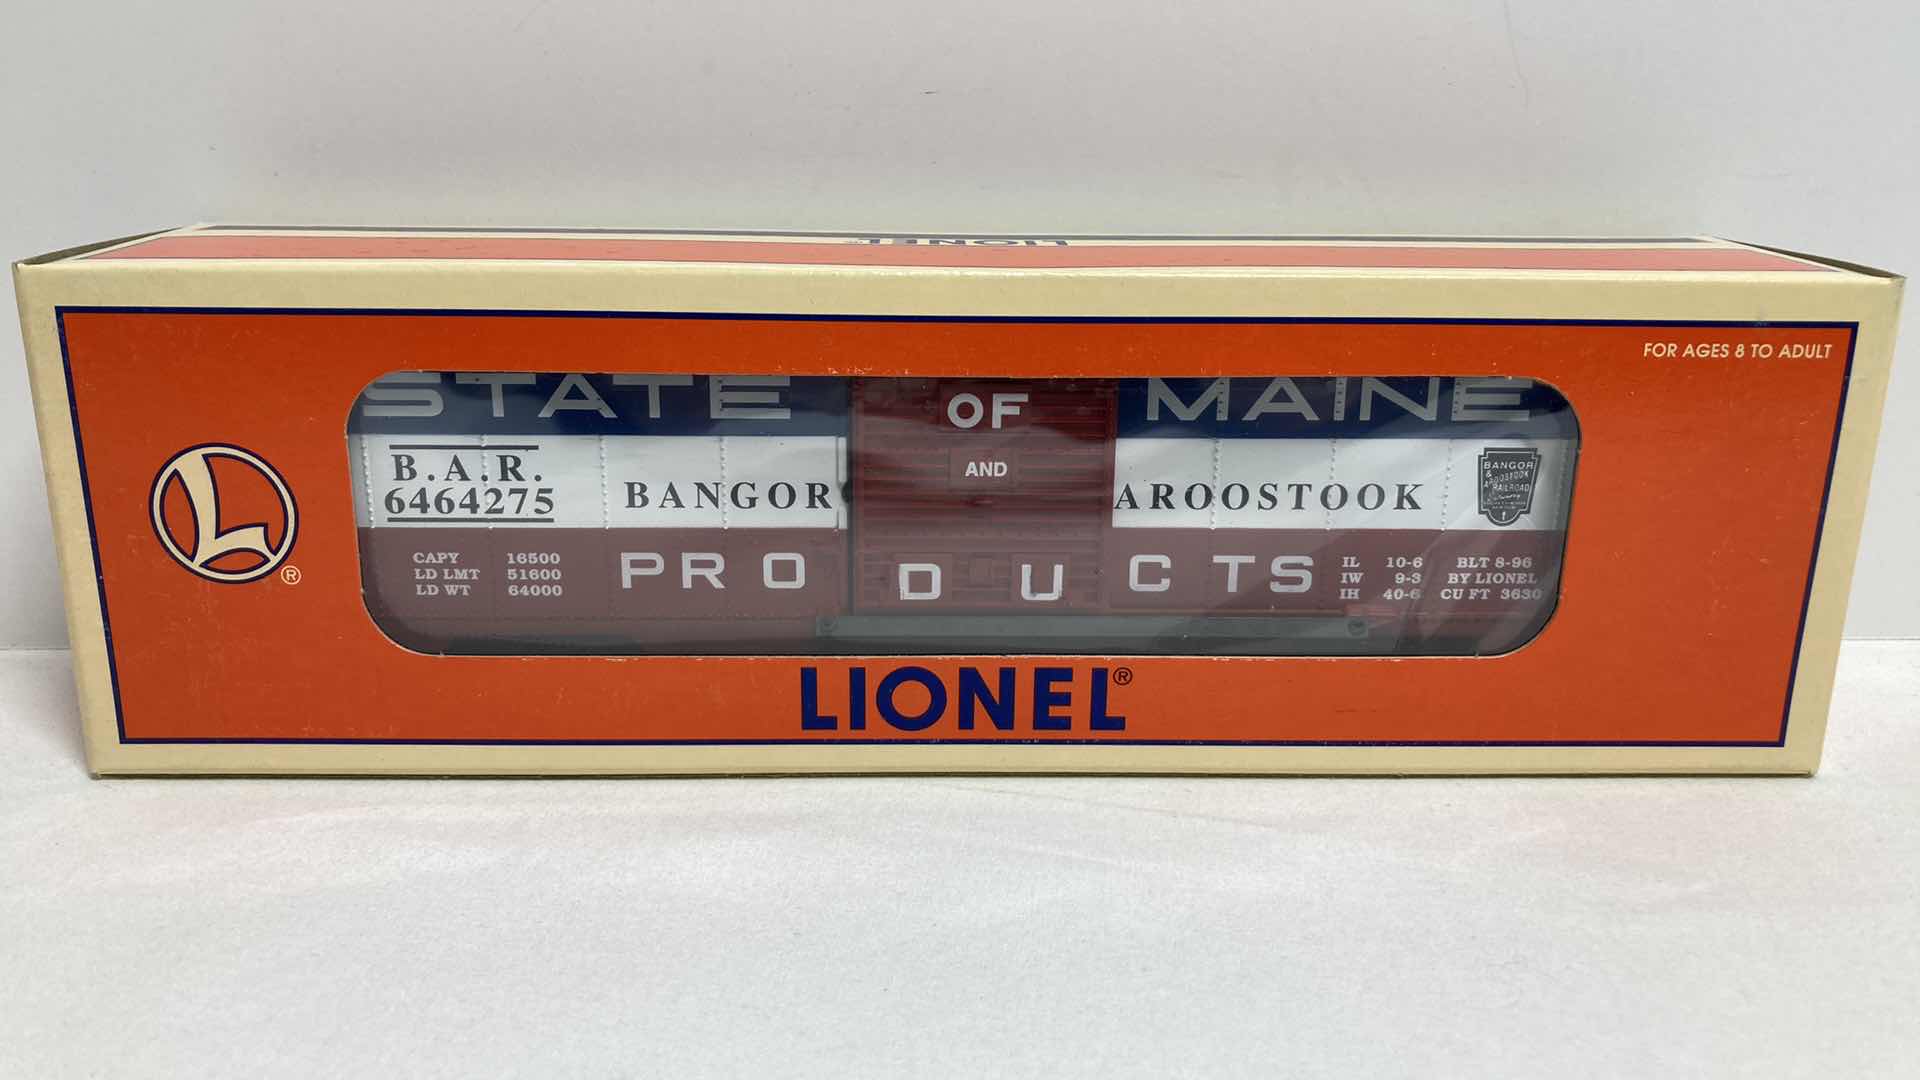 LIONEL®
FOR AGES 8 TO ADULT
STATE OF MAINE
B.A.R.
6464275
BANGOR AND AROOSTOOK
BANGOR
&
AROOSTOOK
RAILROAD
PRODUCTS
CAPY 16500
LD LMT 51600
LD WT 64000
IL 10-6 BLT 8-96
IW 9-3 BY LIONEL
IH 40-6 CU FT 3630
L®
LIONEL®